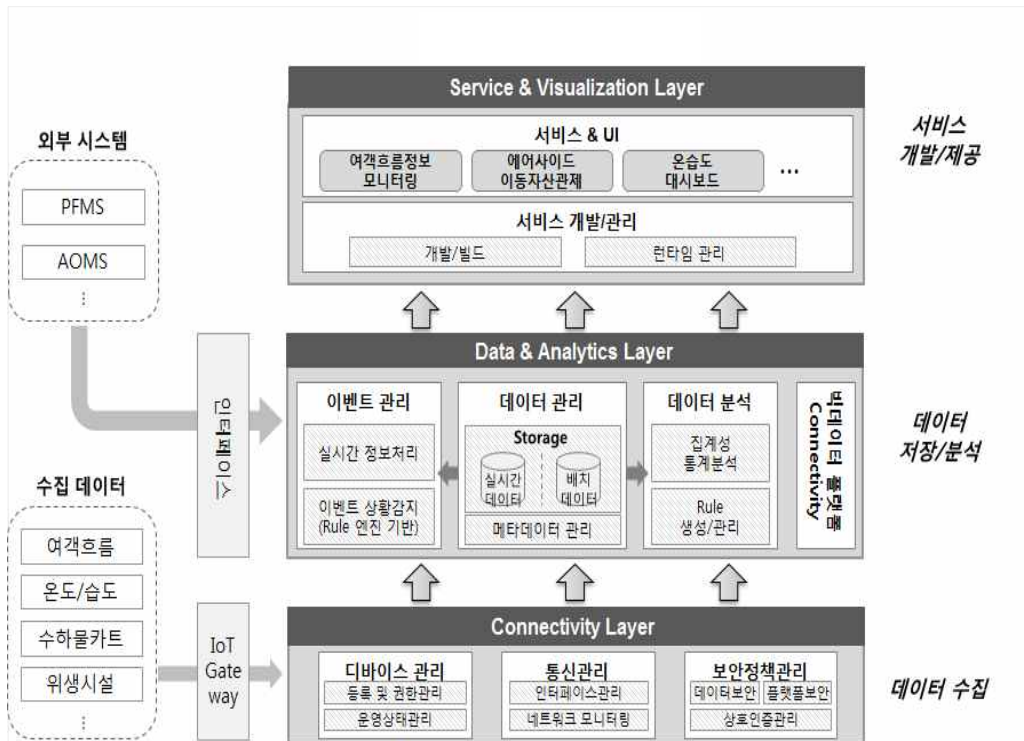 외부 시스템
PFMS
AOMS
⋮
수집 데이터
여객흐름
온도/습도
수하물카트
위생시설
⋮
인터페이스
IoT
Gate
way
Service & Visualization Layer
서비스 & UI
여객흐름정보
모니터링
에어사이드
이동자산관제
온습도
대시보드
...
서비스 개발/관리
개발/빌드
런타임 관리
서비스
개발/제공
Data & Analytics Layer
이벤트 관리
실시간 정보처리
이벤트 상황감지
(Rule 엔진 기반)
데이터 관리
Storage
실시간
데이터
배치
데이터
메타데이터 관리
데이터 분석
집계성
통계분석
Rule
생성/관리
빅데이터 플랫폼
Connectivity
데이터
저장/분석
Connectivity Layer
디바이스 관리
등록 및 권한관리
운영상태관리
통신관리
인터페이스관리
네트워크 모니터링
보안정책관리
데이터보안
플랫폼보안
상호인증관리
데이터 수집